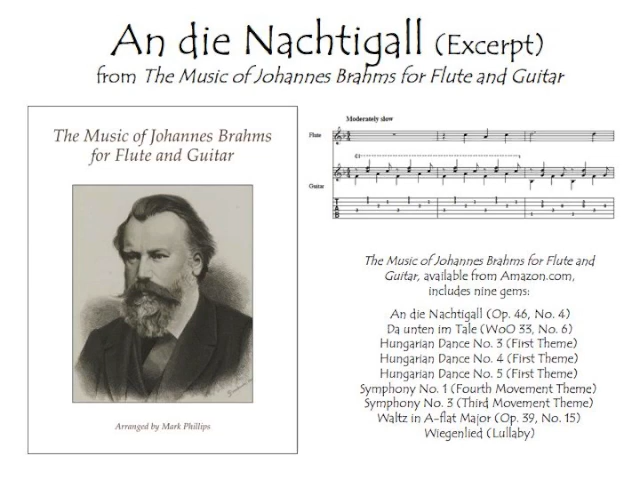 An die Nachtigall (Excerpt)
from The Music of Johannes Brahms for Flute and Guitar
The Music of Johannes Brahms
for Flute and Guitar
Arranged by Mark Phillips
Moderately slow
Flute
Guitar
The Music of Johannes Brahms for Flute and
Guitar, available from Amazon.com,
includes nine gems:
An die Nachtigall (Op. 46, No. 4)
Da unten im Tale (WoO 33, No. 6)
Hungarian Dance No. 3 (First Theme)
Hungarian Dance No. 4 (First Theme)
Hungarian Dance No. 5 (First Theme)
Symphony No. 1 (Fourth Movement Theme)
Symphony No. 3 (Third Movement Theme)
Waltz in A-flat Major (Op. 39, No. 15)
Wiegenlied (Lullaby)